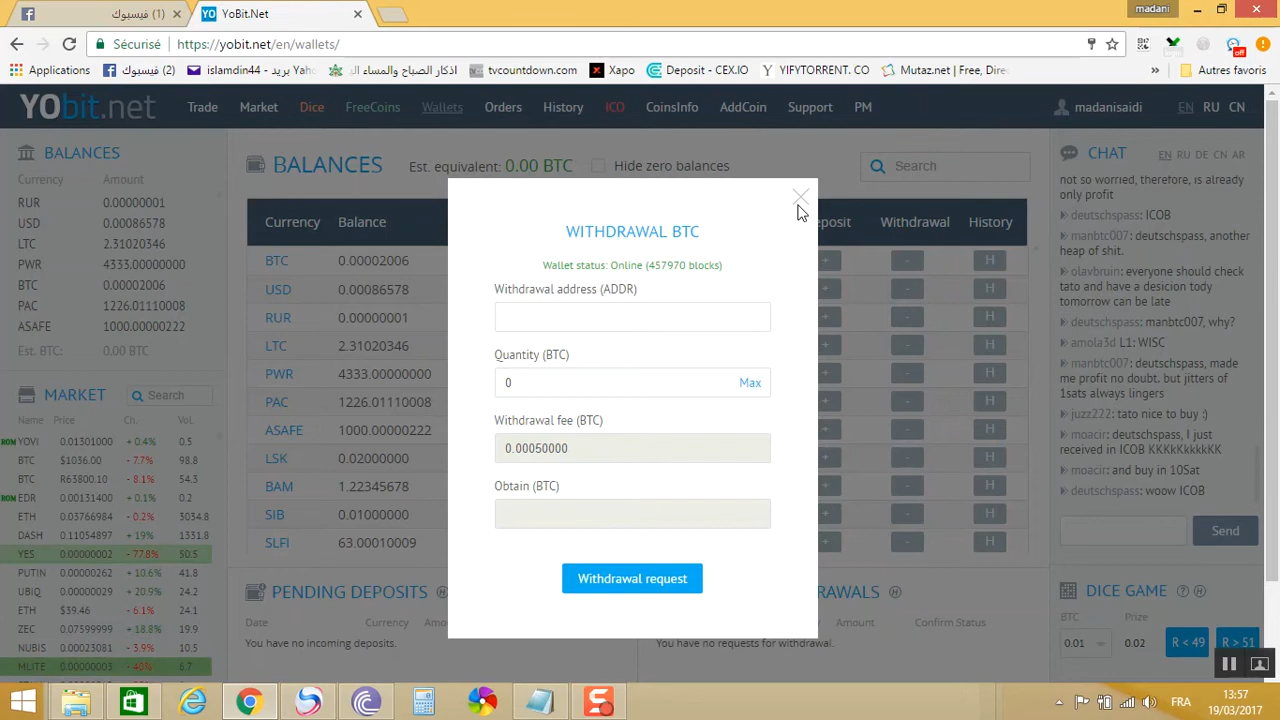 (1) فيسبوك
YoBit.Net
madani
Sécurisé
https://yobit.net/en/wallets/
off
Applications
(2) فيسبوك
islamdin44 - ياهو بريد
اذكار الصباح والمساء الـ
tvcountdown.com
Xapo
Deposit - CEX.IO
YIFYTORRENT. CO
Mutaz.net | Free, Dire
»
Autres favoris
YObit.net
Trade
Market
Dice
FreeCoins
Wallets
Orders
History
ICO
CoinsInfo
AddCoin
Support
PM
madanisaidi
EN RU CN
BALANCES
Currency Amount
RUR 0.00000001
USD 0.00086578
LTC 2.31020346
PWR 4333.00000000
BTC 0.00002006
PAC 1226.01110008
ASAFE 1000.00000222
Est. BTC: 0.00 BTC
MARKET
Search
Name Price Ch. Vol.
ROM YOVI 0.01301000 + 0.4% 0.5
BTC $1036.00 - 7.7% 98.8
BTC R63800.10 - 8.1% 54.3
ROM EDR 0.00131400 + 0.1% 0.2
ETH 0.03766984 - 0.2% 3034.8
DASH 0.11054897 + 19% 1331.8
YES 0.00000002 - 77.8% 50.5
PUTIN 0.00000262 + 10.6% 41.8
UBIQ 0.00000029 + 20.9% 24.2
ETH $39.46 - 6.1% 24.1
ZEC 0.07599999 + 18.8% 19.9
NUBIS 0.00023081 - 3.9% 10.5
MLITE 0.00000003 - 40% 6.7
BALANCES
Est. equivalent: 0.00 BTC
Hide zero balances
Search
Currency Balance posit Withdrawal History
BTC 0.00002006 + - H
USD 0.00086578 + - H
RUR 0.00000001 + - H
LTC 2.31020346 + - H
PWR 4333.00000000 + - H
PAC 1226.01110008 + - H
ASAFE 1000.00000222 + - H
LSK 0.02000000 + - H
BAM 1.22345678 + - H
SIB 0.01000000 + - H
SLFI 63.00010009 + - H
WITHDRAWAL BTC
Wallet status: Online (457970 blocks)
Withdrawal address (ADDR)
Quantity (BTC)
0
Max
Withdrawal fee (BTC)
0.00050000
Obtain (BTC)
Withdrawal request
PENDING DEPOSITS H
Date Currency Amo
You have no incoming deposits.
RAWALS H
Amount Confirm Status
You have no requests for withdrawal.
CHAT
EN RU DE CN AR
not so worried, therefore, is already
only profit
deutschspass: ICOB
manbtc007: deutschspass, another
heap of shit.
olavbruin: everyone should check
tato and have a desicion tody
tomorrow can be late
deutschspass: manbtc007, why?
amola3d L1: WISC
manbtc007: deutschspass, made
me profit no doubt. but jitters of
1sats always lingers
juzz222: tato nice to buy :)
moacir: deutschspass, I just
received in ICOB KKKkKkkkkKK
moacir: and buy in 10Sat
deutschspass: woow ICOB
Send
DICE GAME ? H
BTC Prize
0.01 0.02 R < 49 R > 51
FRA
13:57
19/03/2017